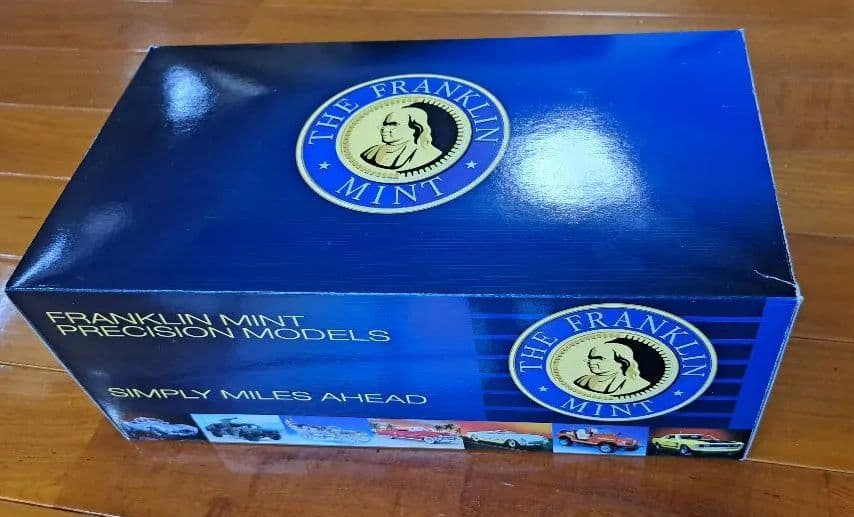 THE FRANKLIN
MINT
FRANKLIN MINT
PRECISION MODELS
SIMPLY MILES AHEAD
THE FRANKLIN
MINT